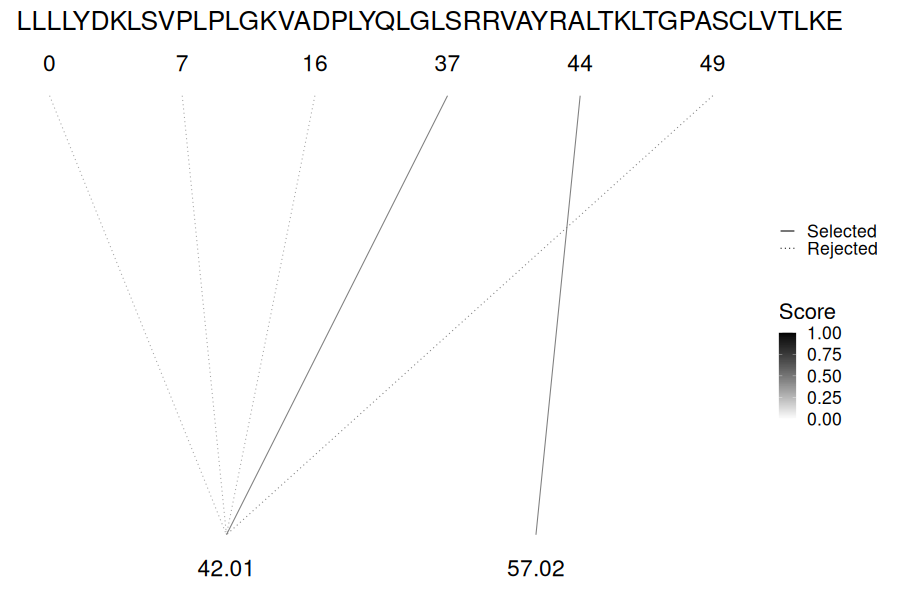 LLLLYDKLSVPLPLGKVADPLYQLGLSRRVAYRALTKLTGPASCLVTLKE
0 7 16 37 44 49
Selected
Rejected
Score
1.00
0.75
0.50
0.25
0.00
42.01 57.02